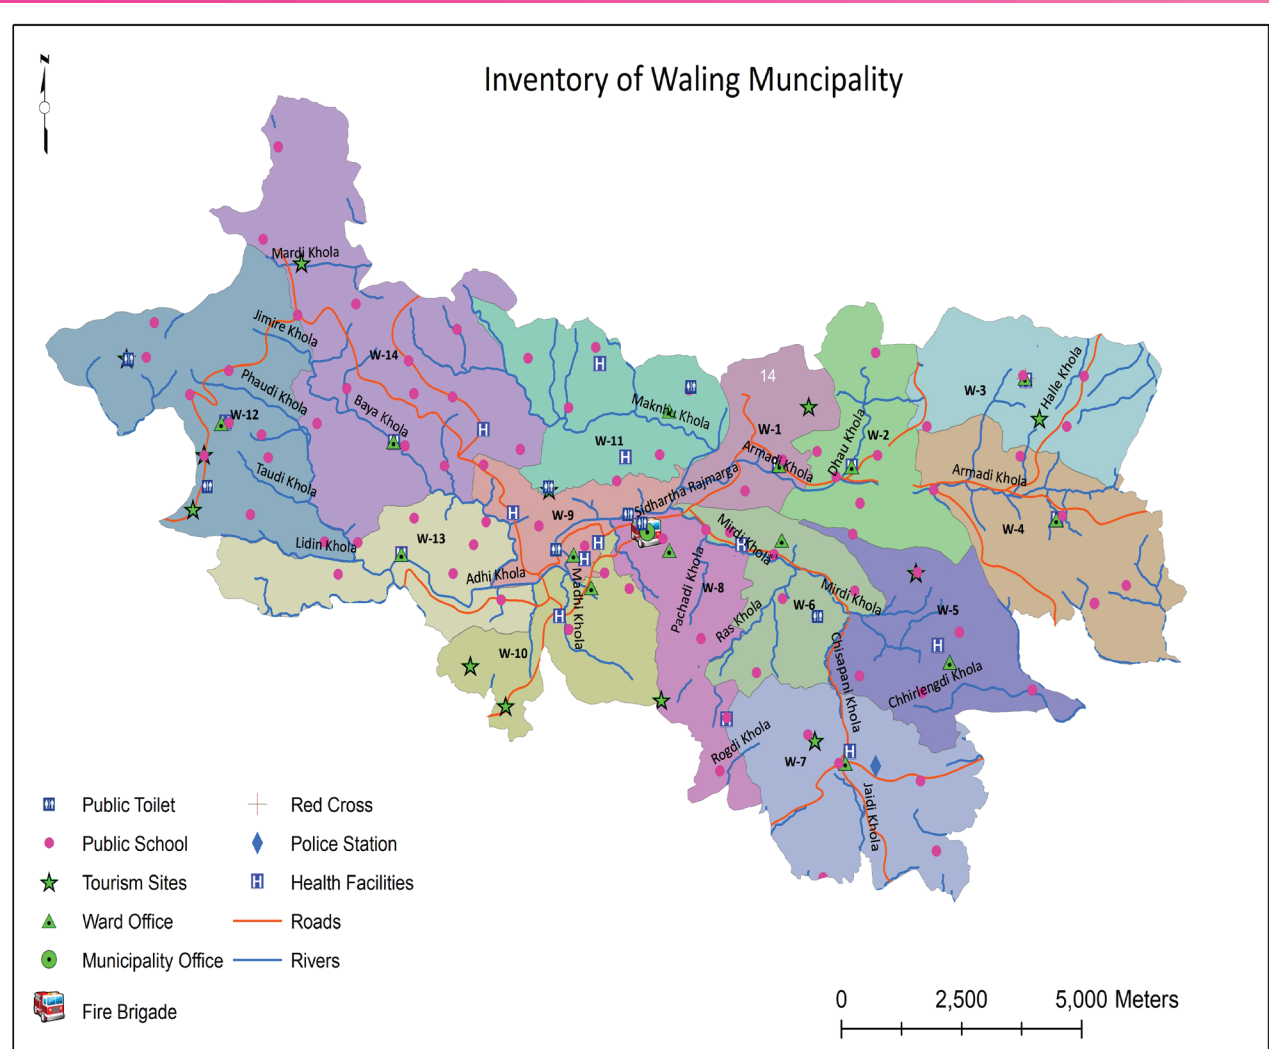 Inventory of Waling Muncipality
N
Mardi Khola
Jimire Khola
W-14
14
W-3
Halle Khola
Phaudi Khola
Baya Khola
Maknhu Khola
W-12
W-11
W-1
W-2
Dhau Khola
Armadi Khola
Armadi Khola
Taudi Khola
Sidhartha Rajmarga
W-9
W-4
W-13
Lidin Khola
Mirdi Khola
Adhi Khola
Madhi Khola
Pachadi Khola
W-8
Mirdi Khola
W-6
W-5
Ras Khola
W-10
Chisapani Khola
Chhirlengdi Khola
Rogdi Khola
W-7
Jaidi Khola
Public Toilet
Red Cross
Public School
Police Station
Tourism Sites
H Health Facilities
Ward Office
Roads
Municipality Office
Rivers
Fire Brigade
0 2,500 5,000 Meters